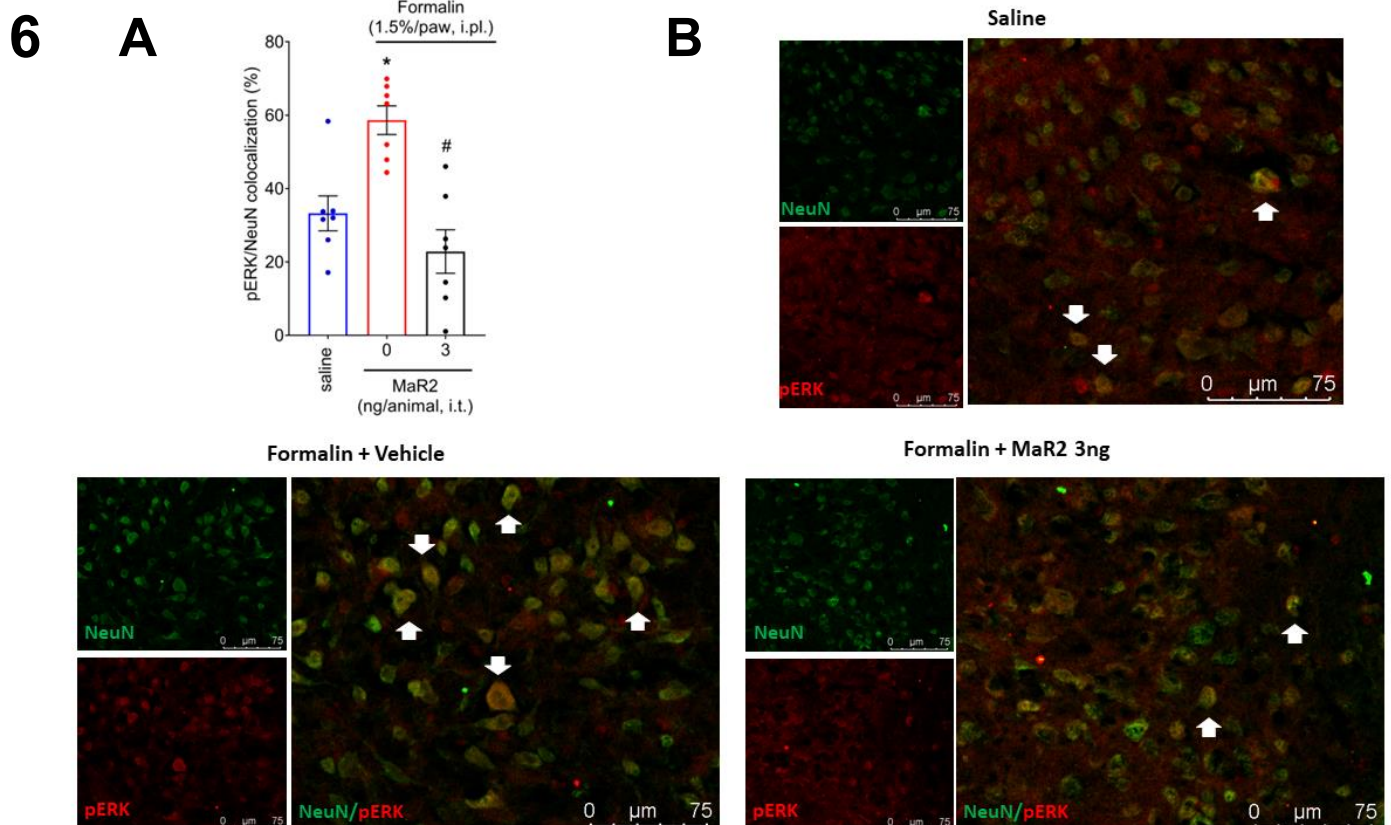 6
A
Formalin
(1.5%/paw, i.pl.)
pERK/NeuN colocalization (%)
80
60
40
20
0
*
#
saline
0
3
MaR2
(ng/animal, i.t.)
B
Saline
NeuN
0 µm 75
pERK
0 µm 75
0 µm 75
Formalin + Vehicle
NeuN
0 µm 75
pERK
0 µm 75
NeuN/pERK
0 µm 75
Formalin + MaR2 3ng
NeuN
0 µm 75
pERK
0 µm 75
NeuN/pERK
0 µm 75